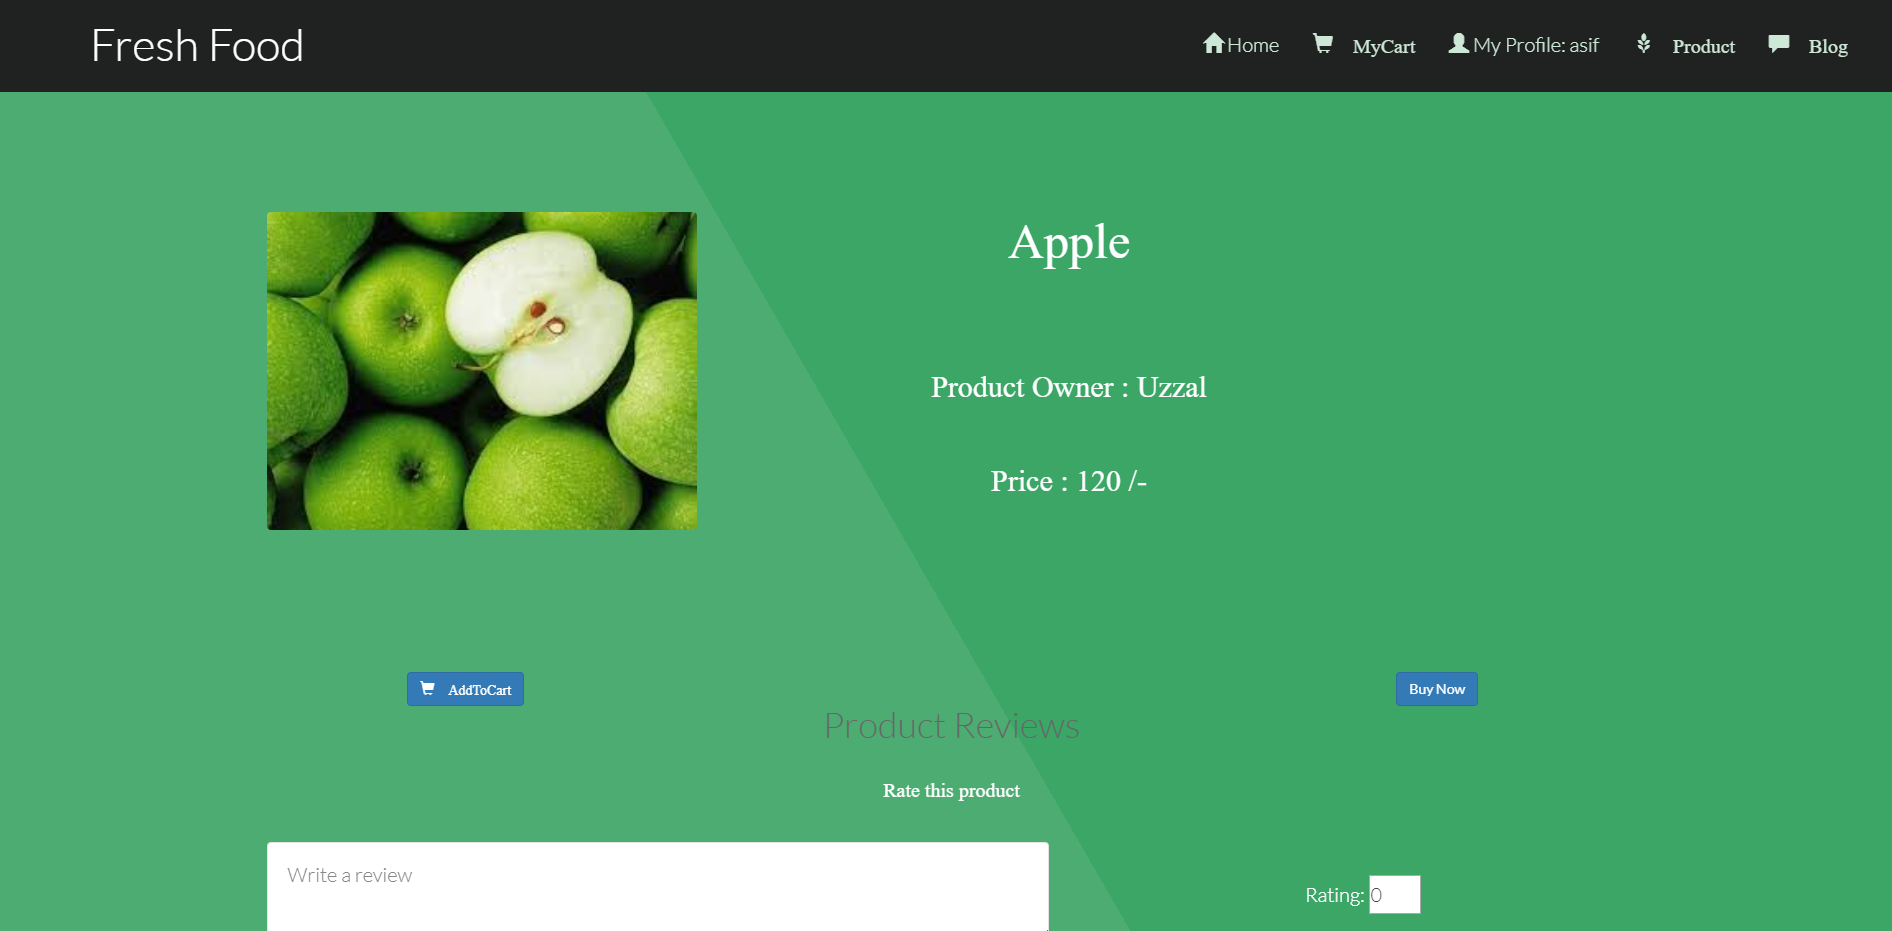 Fresh Food
Home MyCart My Profile: asif Product Blog
Apple
Product Owner : Uzzal
Price : 120 /-
AddToCart
Buy Now
Product Reviews
Rate this product
Write a review
Rating: 0